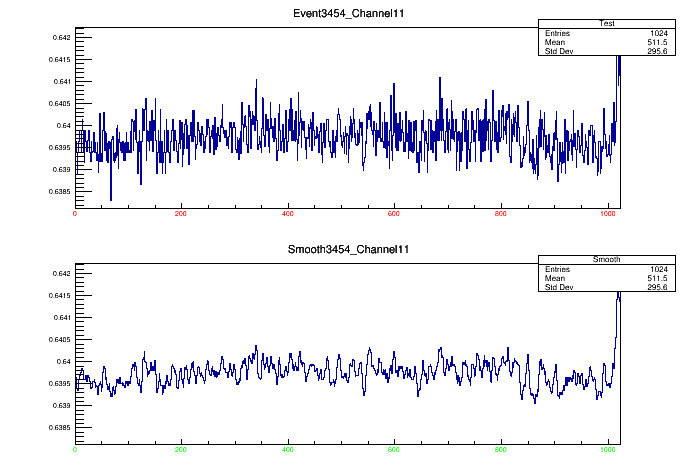 Event3454_Channel11
Test
Entries 1024
Mean 511.5
Std Dev 295.6
0.642
0.6415
0.641
0.6405
0.64
0.6395
0.639
0.6385
0 200 400 600 800 1000
Smooth3454_Channel11
Smooth
Entries 1024
Mean 511.5
Std Dev 295.6
0.642
0.6415
0.641
0.6405
0.64
0.6395
0.639
0.6385
0 200 400 600 800 1000